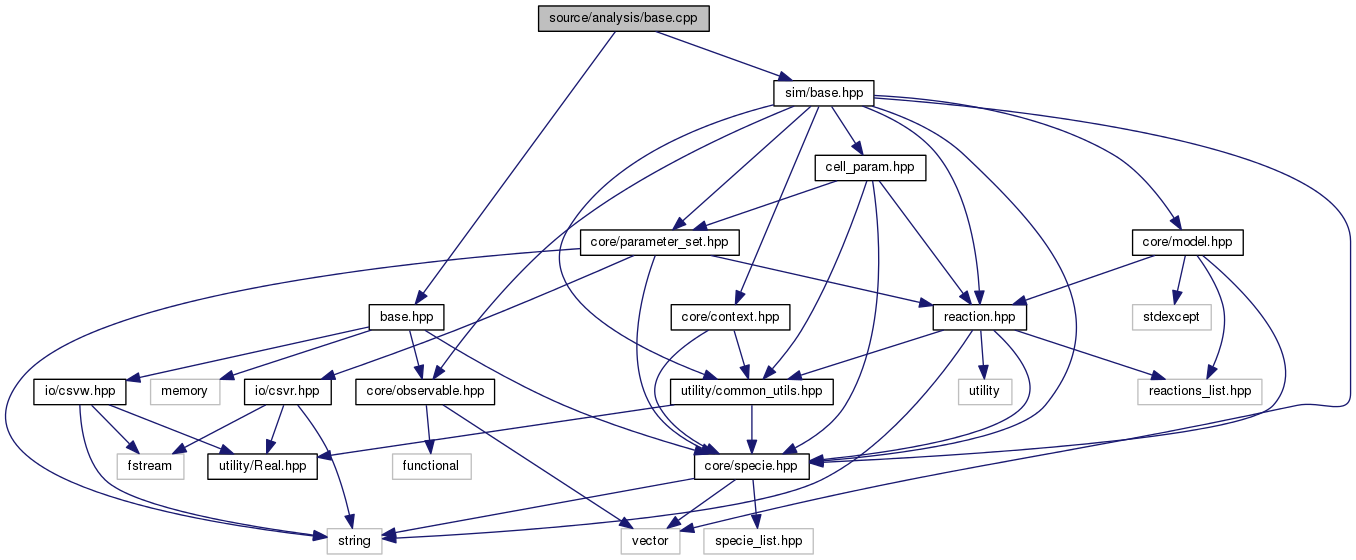 source/analysis/base.cpp
sim/base.hpp
cell_param.hpp
core/parameter_set.hpp
core/model.hpp
base.hpp
core/context.hpp
reaction.hpp
stdexcept
io/csvw.hpp
memory
io/csvr.hpp
core/observable.hpp
utility/common_utils.hpp
utility
reactions_list.hpp
fstream
utility/Real.hpp
functional
core/specie.hpp
string
vector
specie_list.hpp